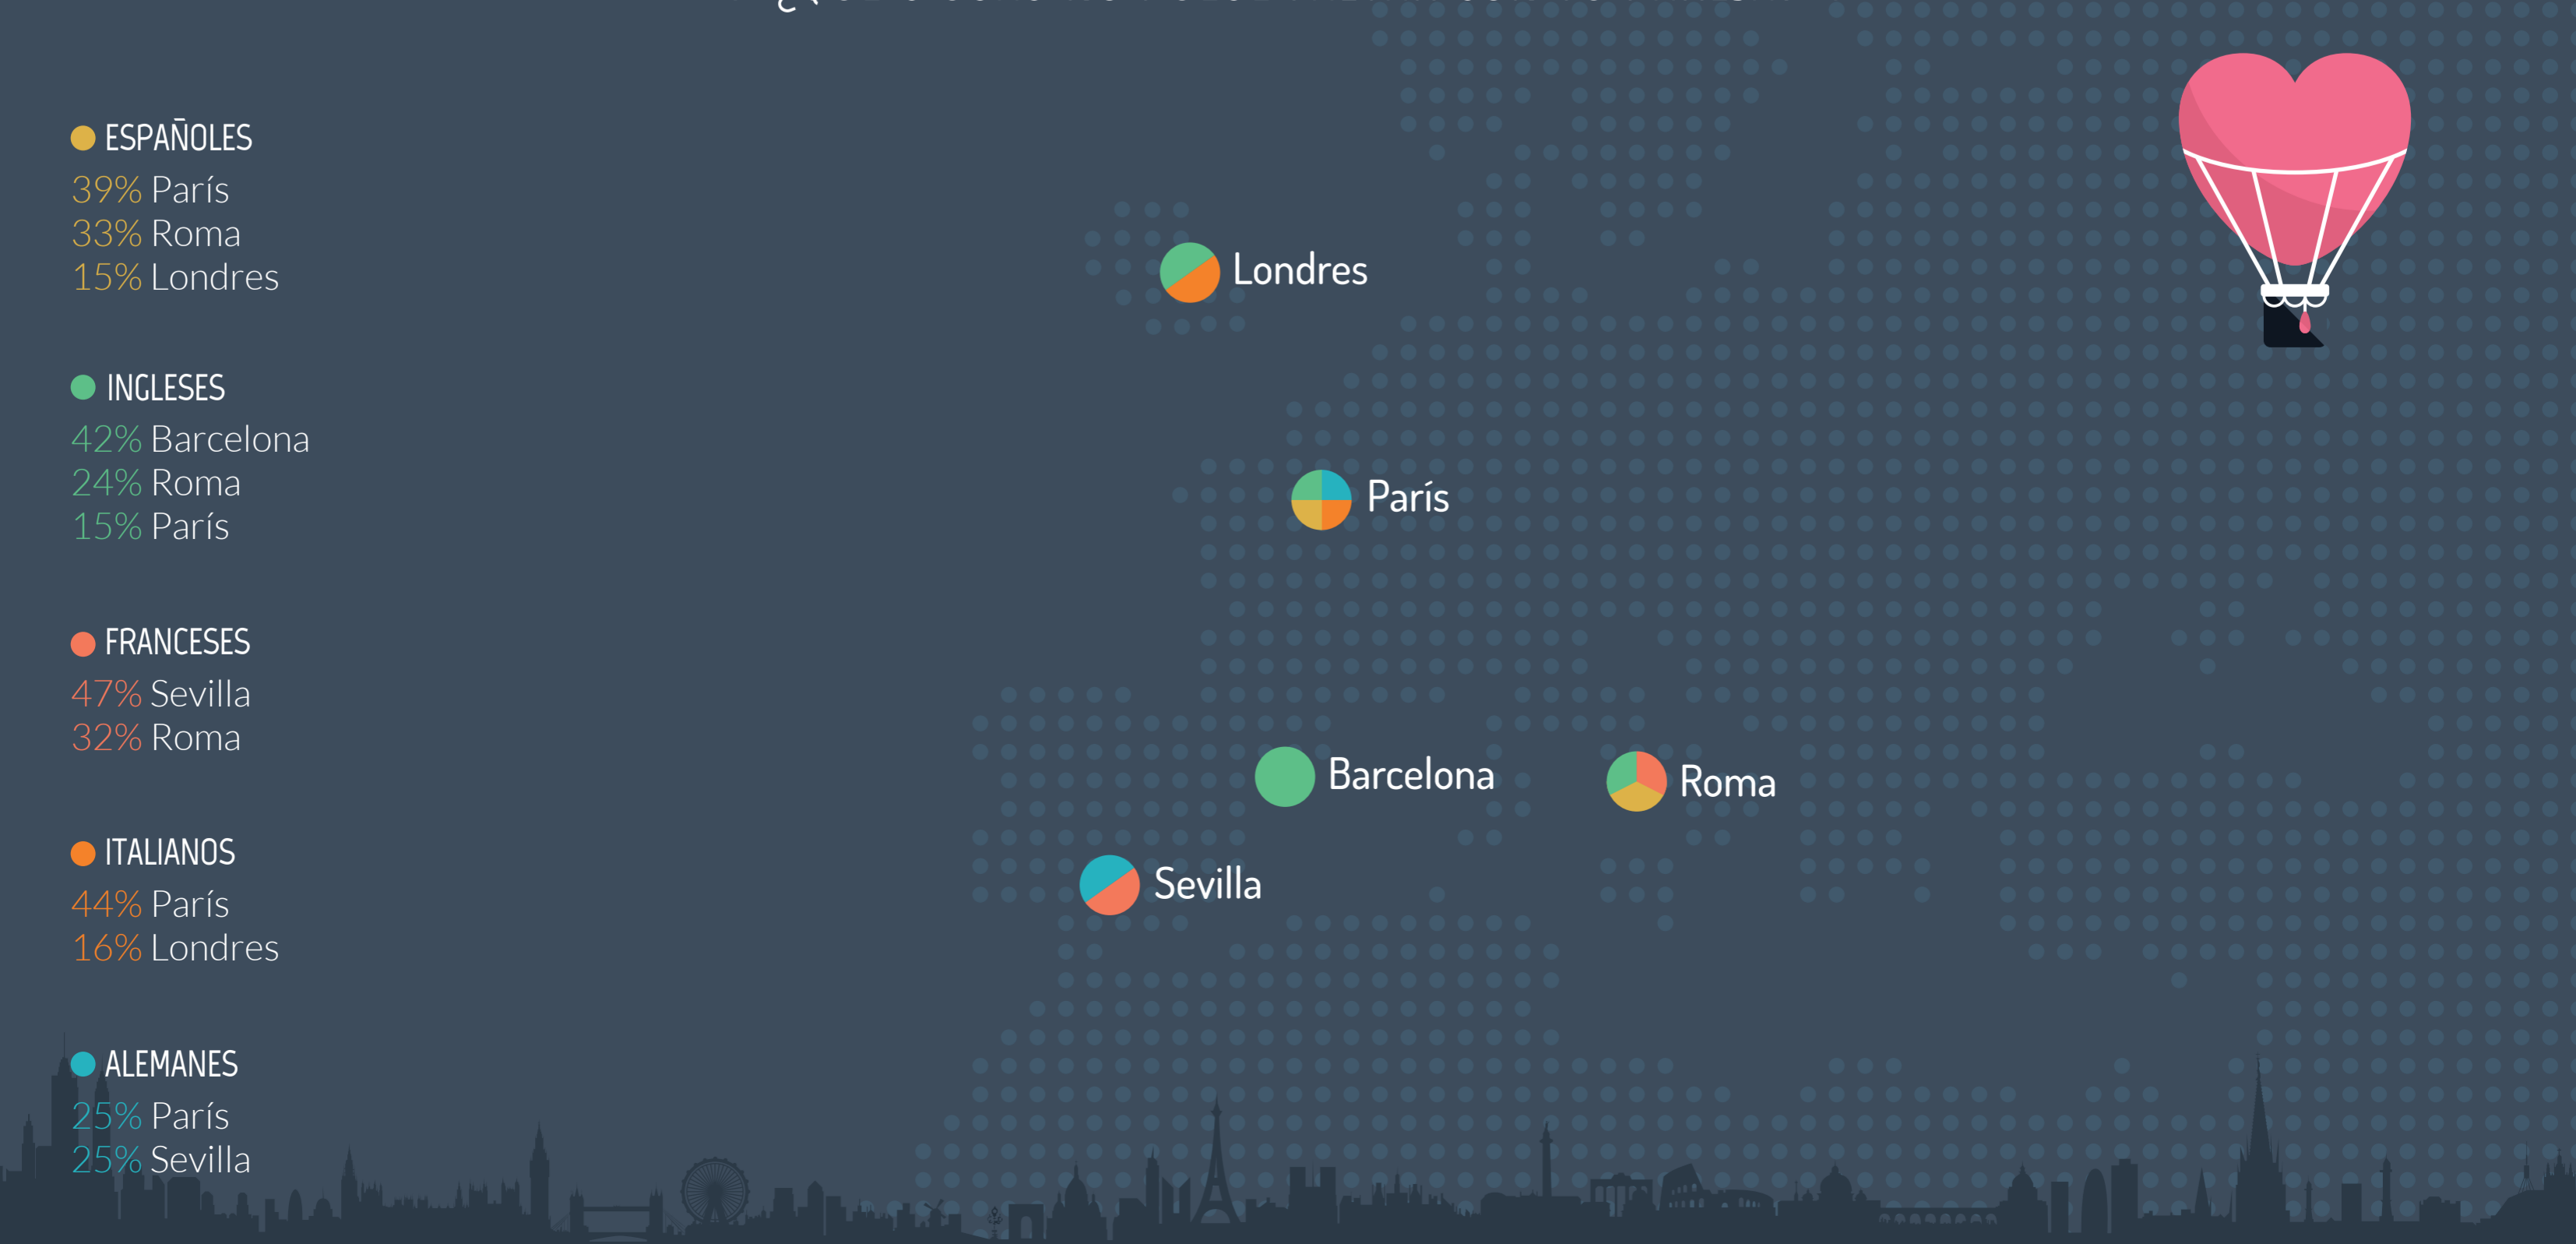 ESPAÑOLES
39% París
33% Roma
15% Londres
INGLESES
42% Barcelona
24% Roma
15% París
FRANCESES
47% Sevilla
32% Roma
ITALIANOS
44% París
16% Londres
ALEMANES
25% París
25% Sevilla
Londres
París
Barcelona
Roma
Sevilla